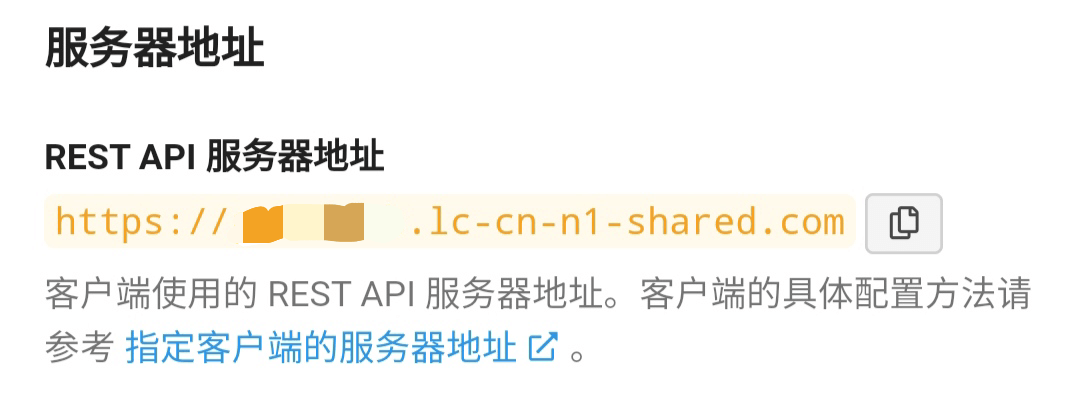 服务器地址
REST API 服务器地址
https:// .lc-cn-n1-shared.com
客户端使用的 REST API 服务器地址。客户端的具体配置方法请
参考 指定客户端的服务器地址 。